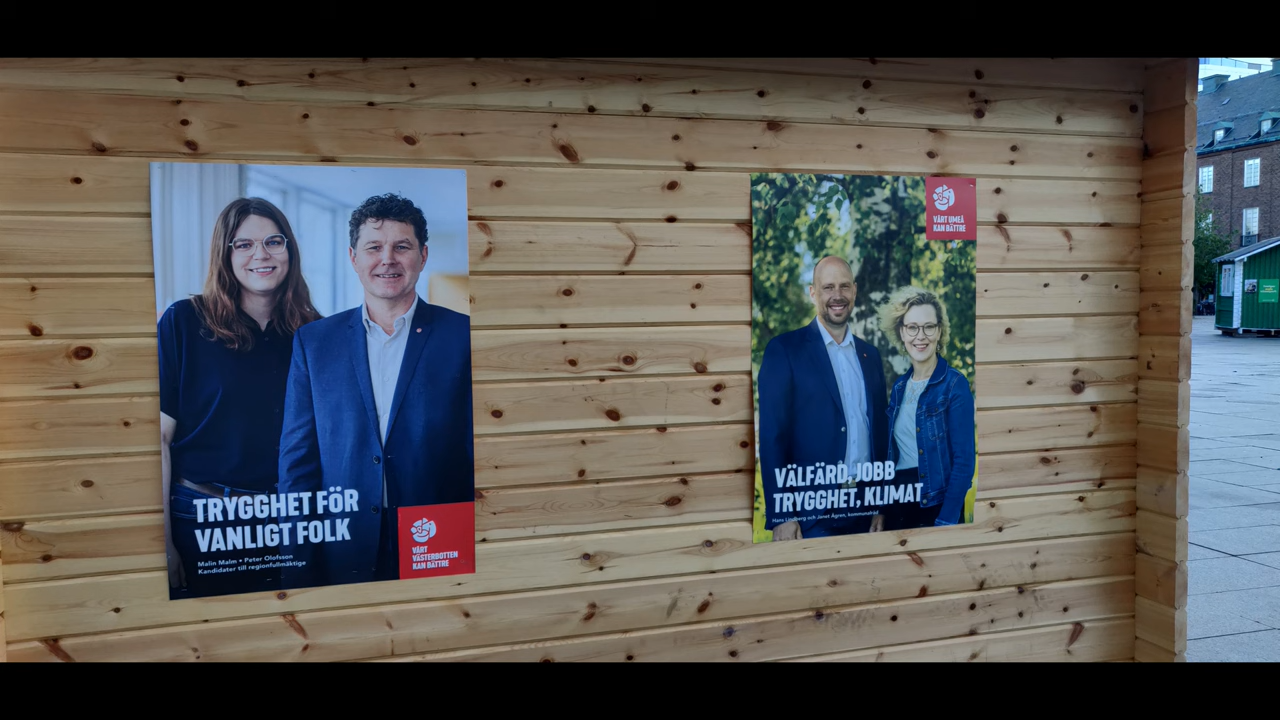 TRYGGHET FÖR
VANLIGT FOLK
Malin Malm • Peter Olofsson
Kandidater till regionfullmäktige
VÅRT
VÄSTERBOTTEN
KAN BÄTTRE
VÅRT UMEÅ
KAN BÄTTRE
VÄLFÄRD, JOBB
TRYGGHET, KLIMAT
Hans Lindberg och Janet Ågren, kommunalråd